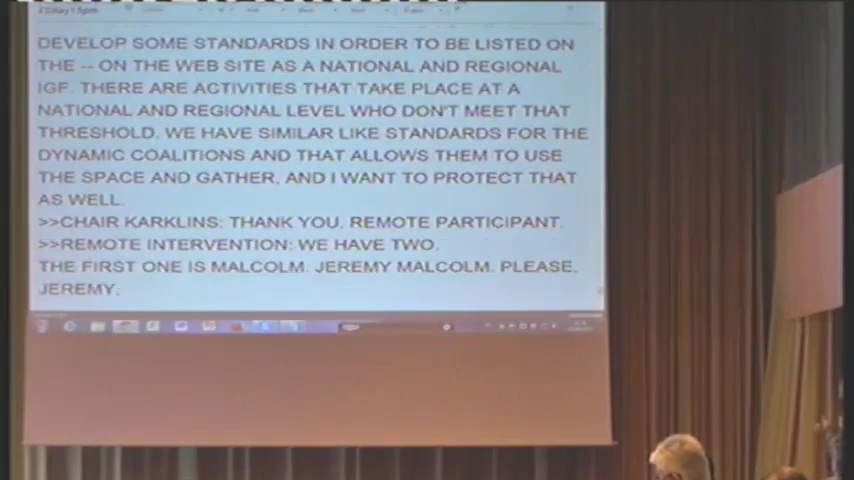 DEVELOP SOME STANDARDS IN ORDER TO BE LISTED ON
THE -- ON THE WEB SITE AS A NATIONAL AND REGIONAL
IGF. THERE ARE ACTIVITIES THAT TAKE PLACE AT A
NATIONAL AND REGIONAL LEVEL WHO DON'T MEET THAT
THRESHOLD. WE HAVE SIMILAR LIKE STANDARDS FOR THE
DYNAMIC COALITIONS AND THAT ALLOWS THEM TO USE
THE SPACE AND GATHER, AND I WANT TO PROTECT THAT
AS WELL.
>>CHAIR KARKLINS: THANK YOU. REMOTE PARTICIPANT.
>>REMOTE INTERVENTION: WE HAVE TWO.
THE FIRST ONE IS MALCOLM. JEREMY MALCOLM. PLEASE,
JEREMY.